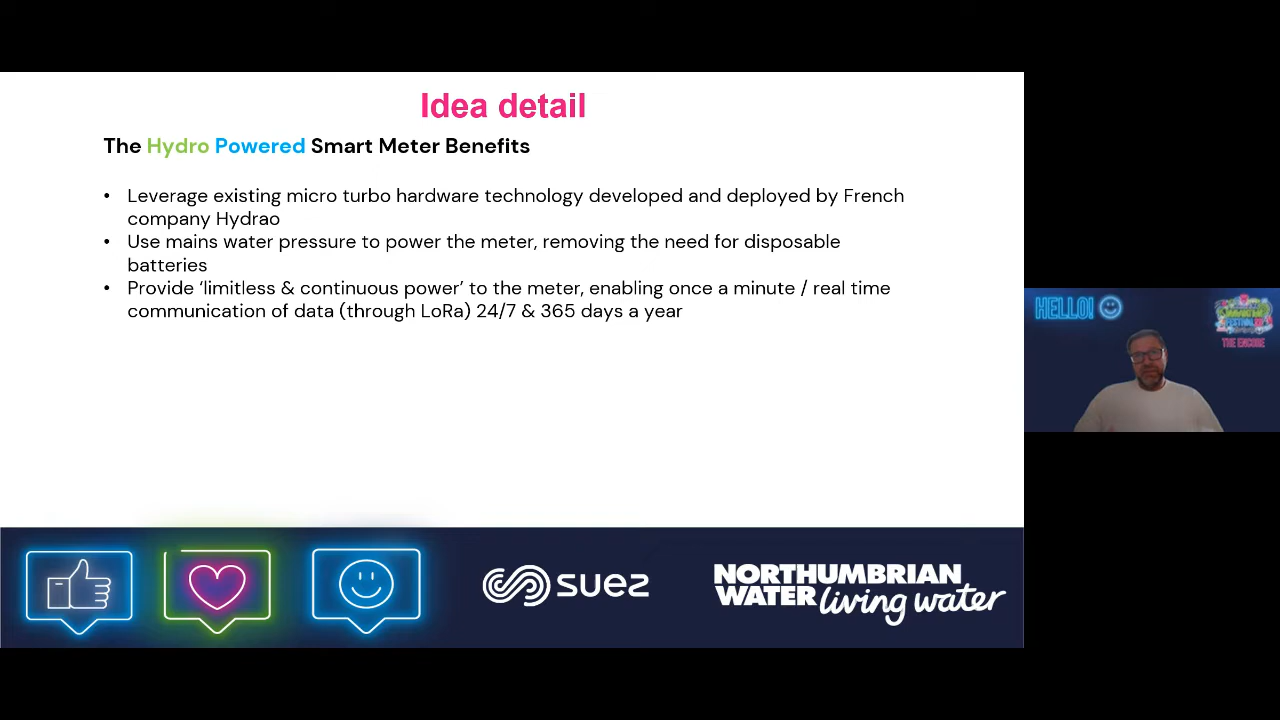 Idea detail
The Hydro Powered Smart Meter Benefits
• Leverage existing micro turbo hardware technology developed and deployed by French
company Hydrao
• Use mains water pressure to power the meter, removing the need for disposable
batteries
• Provide ‘limitless & continuous power’ to the meter, enabling once a minute / real time
communication of data (through LoRa) 24/7 & 365 days a year
HELLO!
FESTIVAL
THE ENCORE
suez
NORTHUMBRIAN
WATER living water